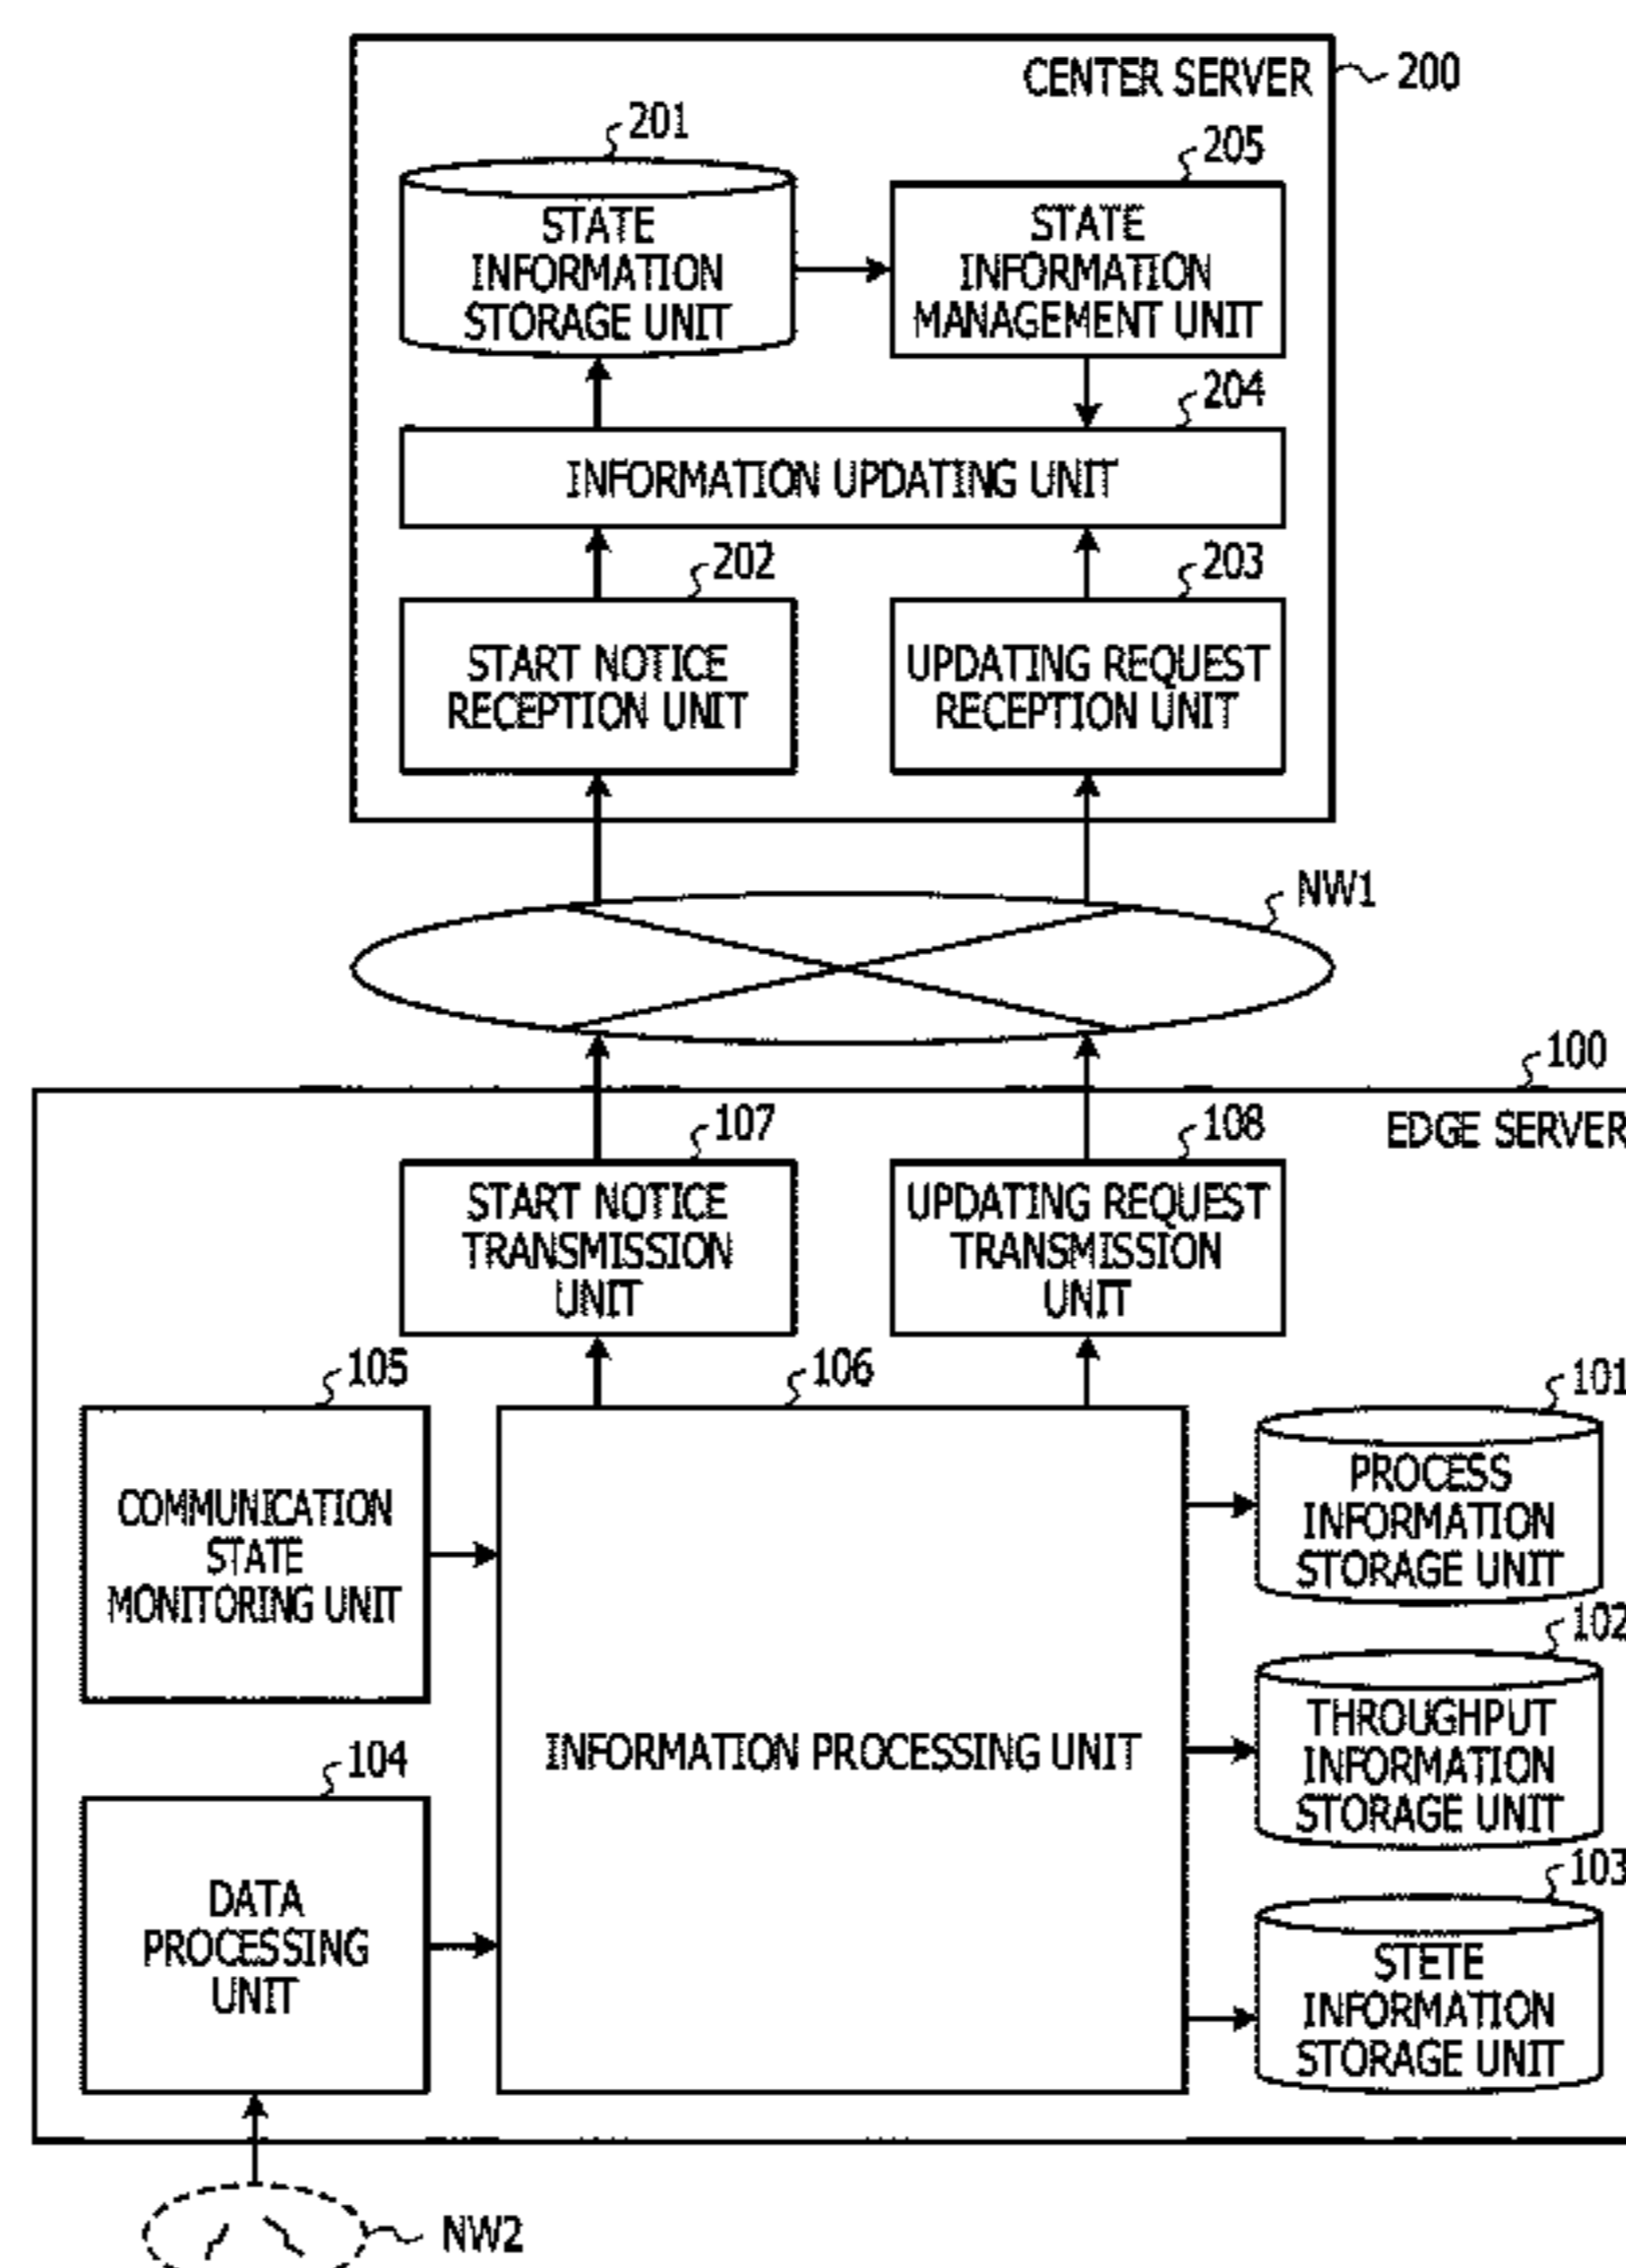 CENTER SERVER
200
201
205
STATE
INFORMATION
STORAGE UNIT
STATE
INFORMATION
MANAGEMENT UNIT
204
INFORMATION UPDATING UNIT
202
203
START NOTICE
RECEPTION UNIT
UPDATING REQUEST
RECEPTION UNIT
NW1
100
EDGE SERVER
107
108
START NOTICE
TRANSMISSION
UNIT
UPDATING REQUEST
TRANSMISSION
UNIT
105
106
101
COMMUNICATION
STATE
MONITORING UNIT
PROCESS
INFORMATION
STORAGE UNIT
102
INFORMATION PROCESSING UNIT
THROUGHPUT
INFORMATION
STORAGE UNIT
104
103
DATA
PROCESSING
UNIT
STETE
INFORMATION
STORAGE UNIT
NW2